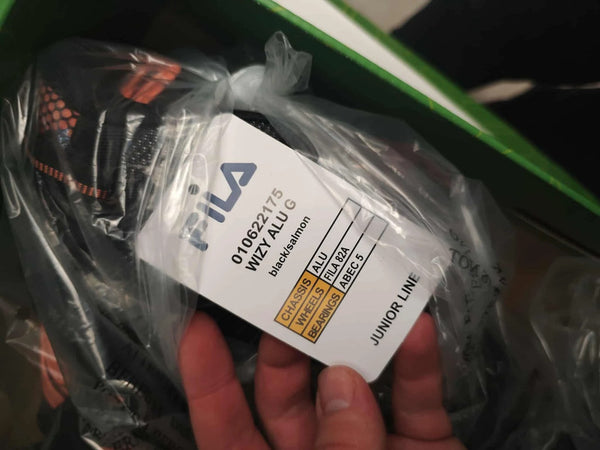 FILA
010622175
WIZY ALU G
black/salmon
CHASSIS ALU
WHEELS FILA 82A
BEARINGS ABEC 5
JUNIOR LINE